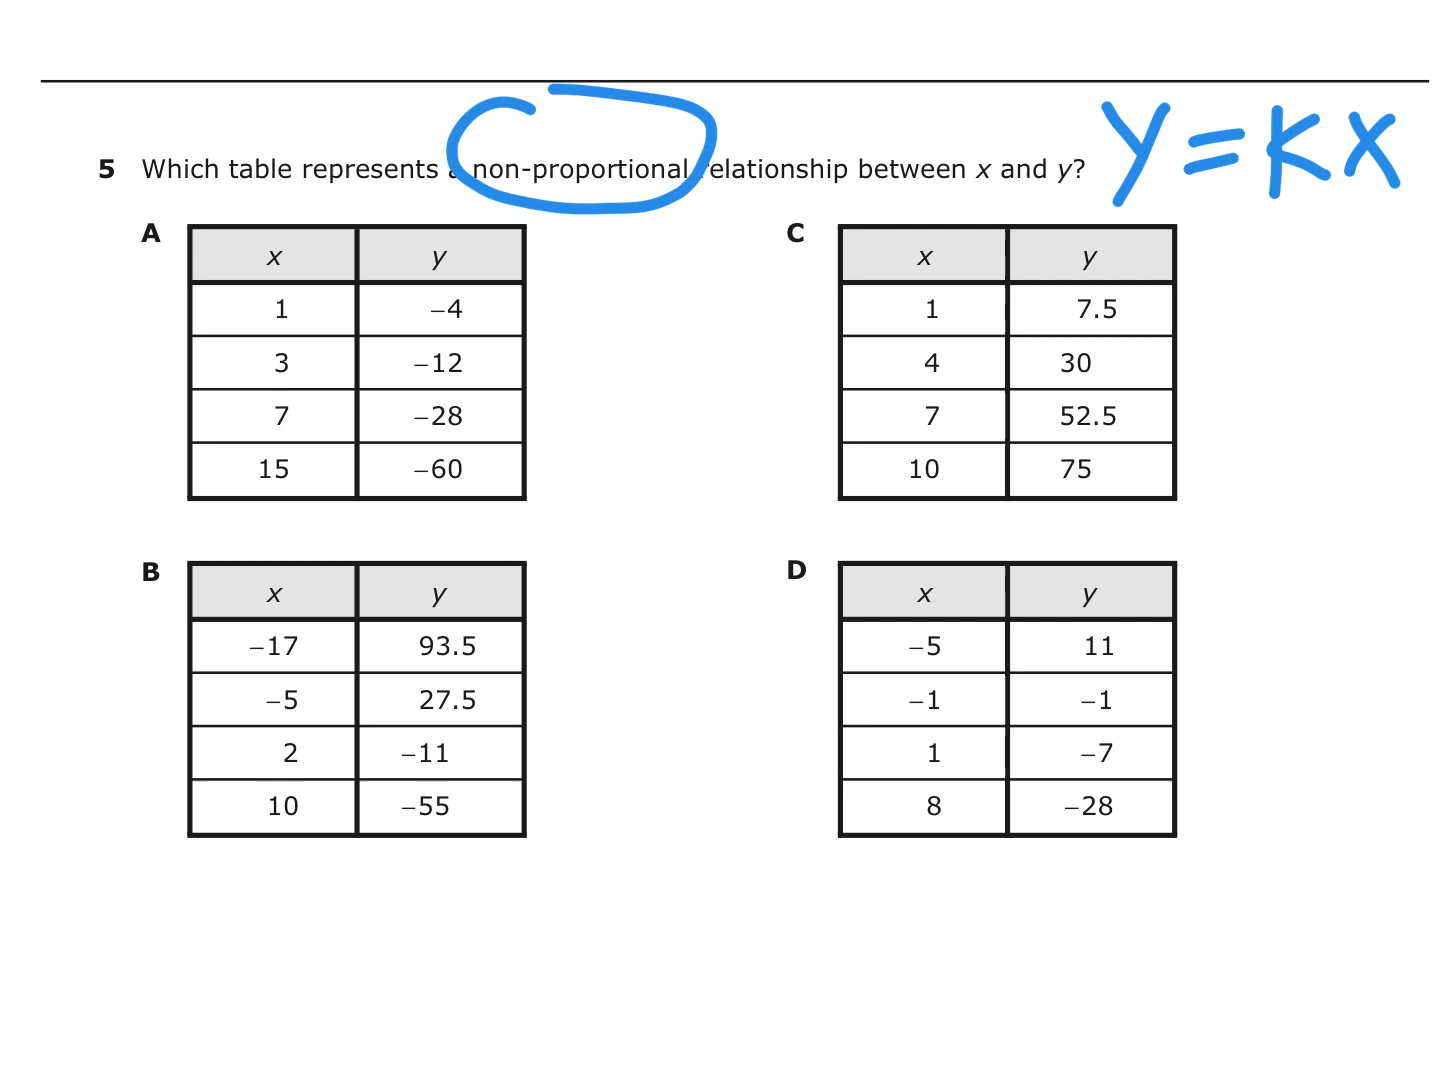 y = kx
5 Which table represents a non-proportional relationship between x and y?
A
x y
1 −4
3 −12
7 −28
15 −60
C
x y
1 7.5
4 30
7 52.5
10 75
B
x y
−17 93.5
−5 27.5
2 −11
10 −55
D
x y
−5 11
−1 −1
1 −7
8 −28